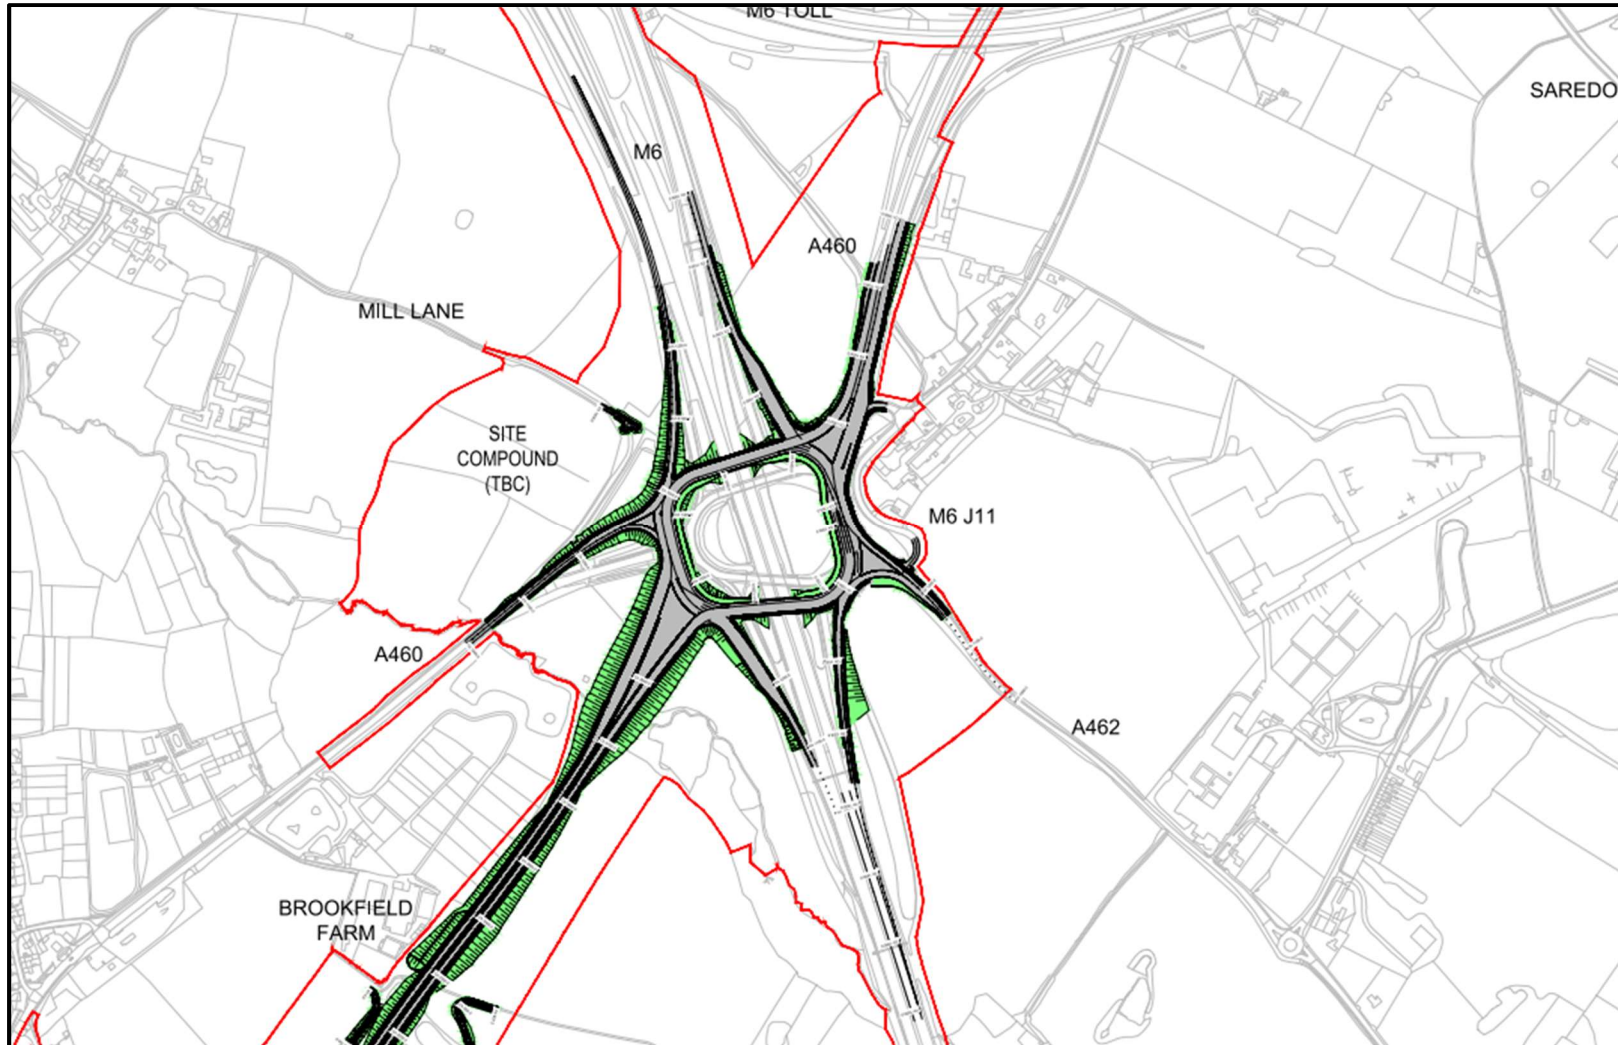 M6 TOLL
SAREDO
M6
A460
MILL LANE
SITE
COMPOUND
(TBC)
M6 J11
A460
A462
BROOKFIELD
FARM